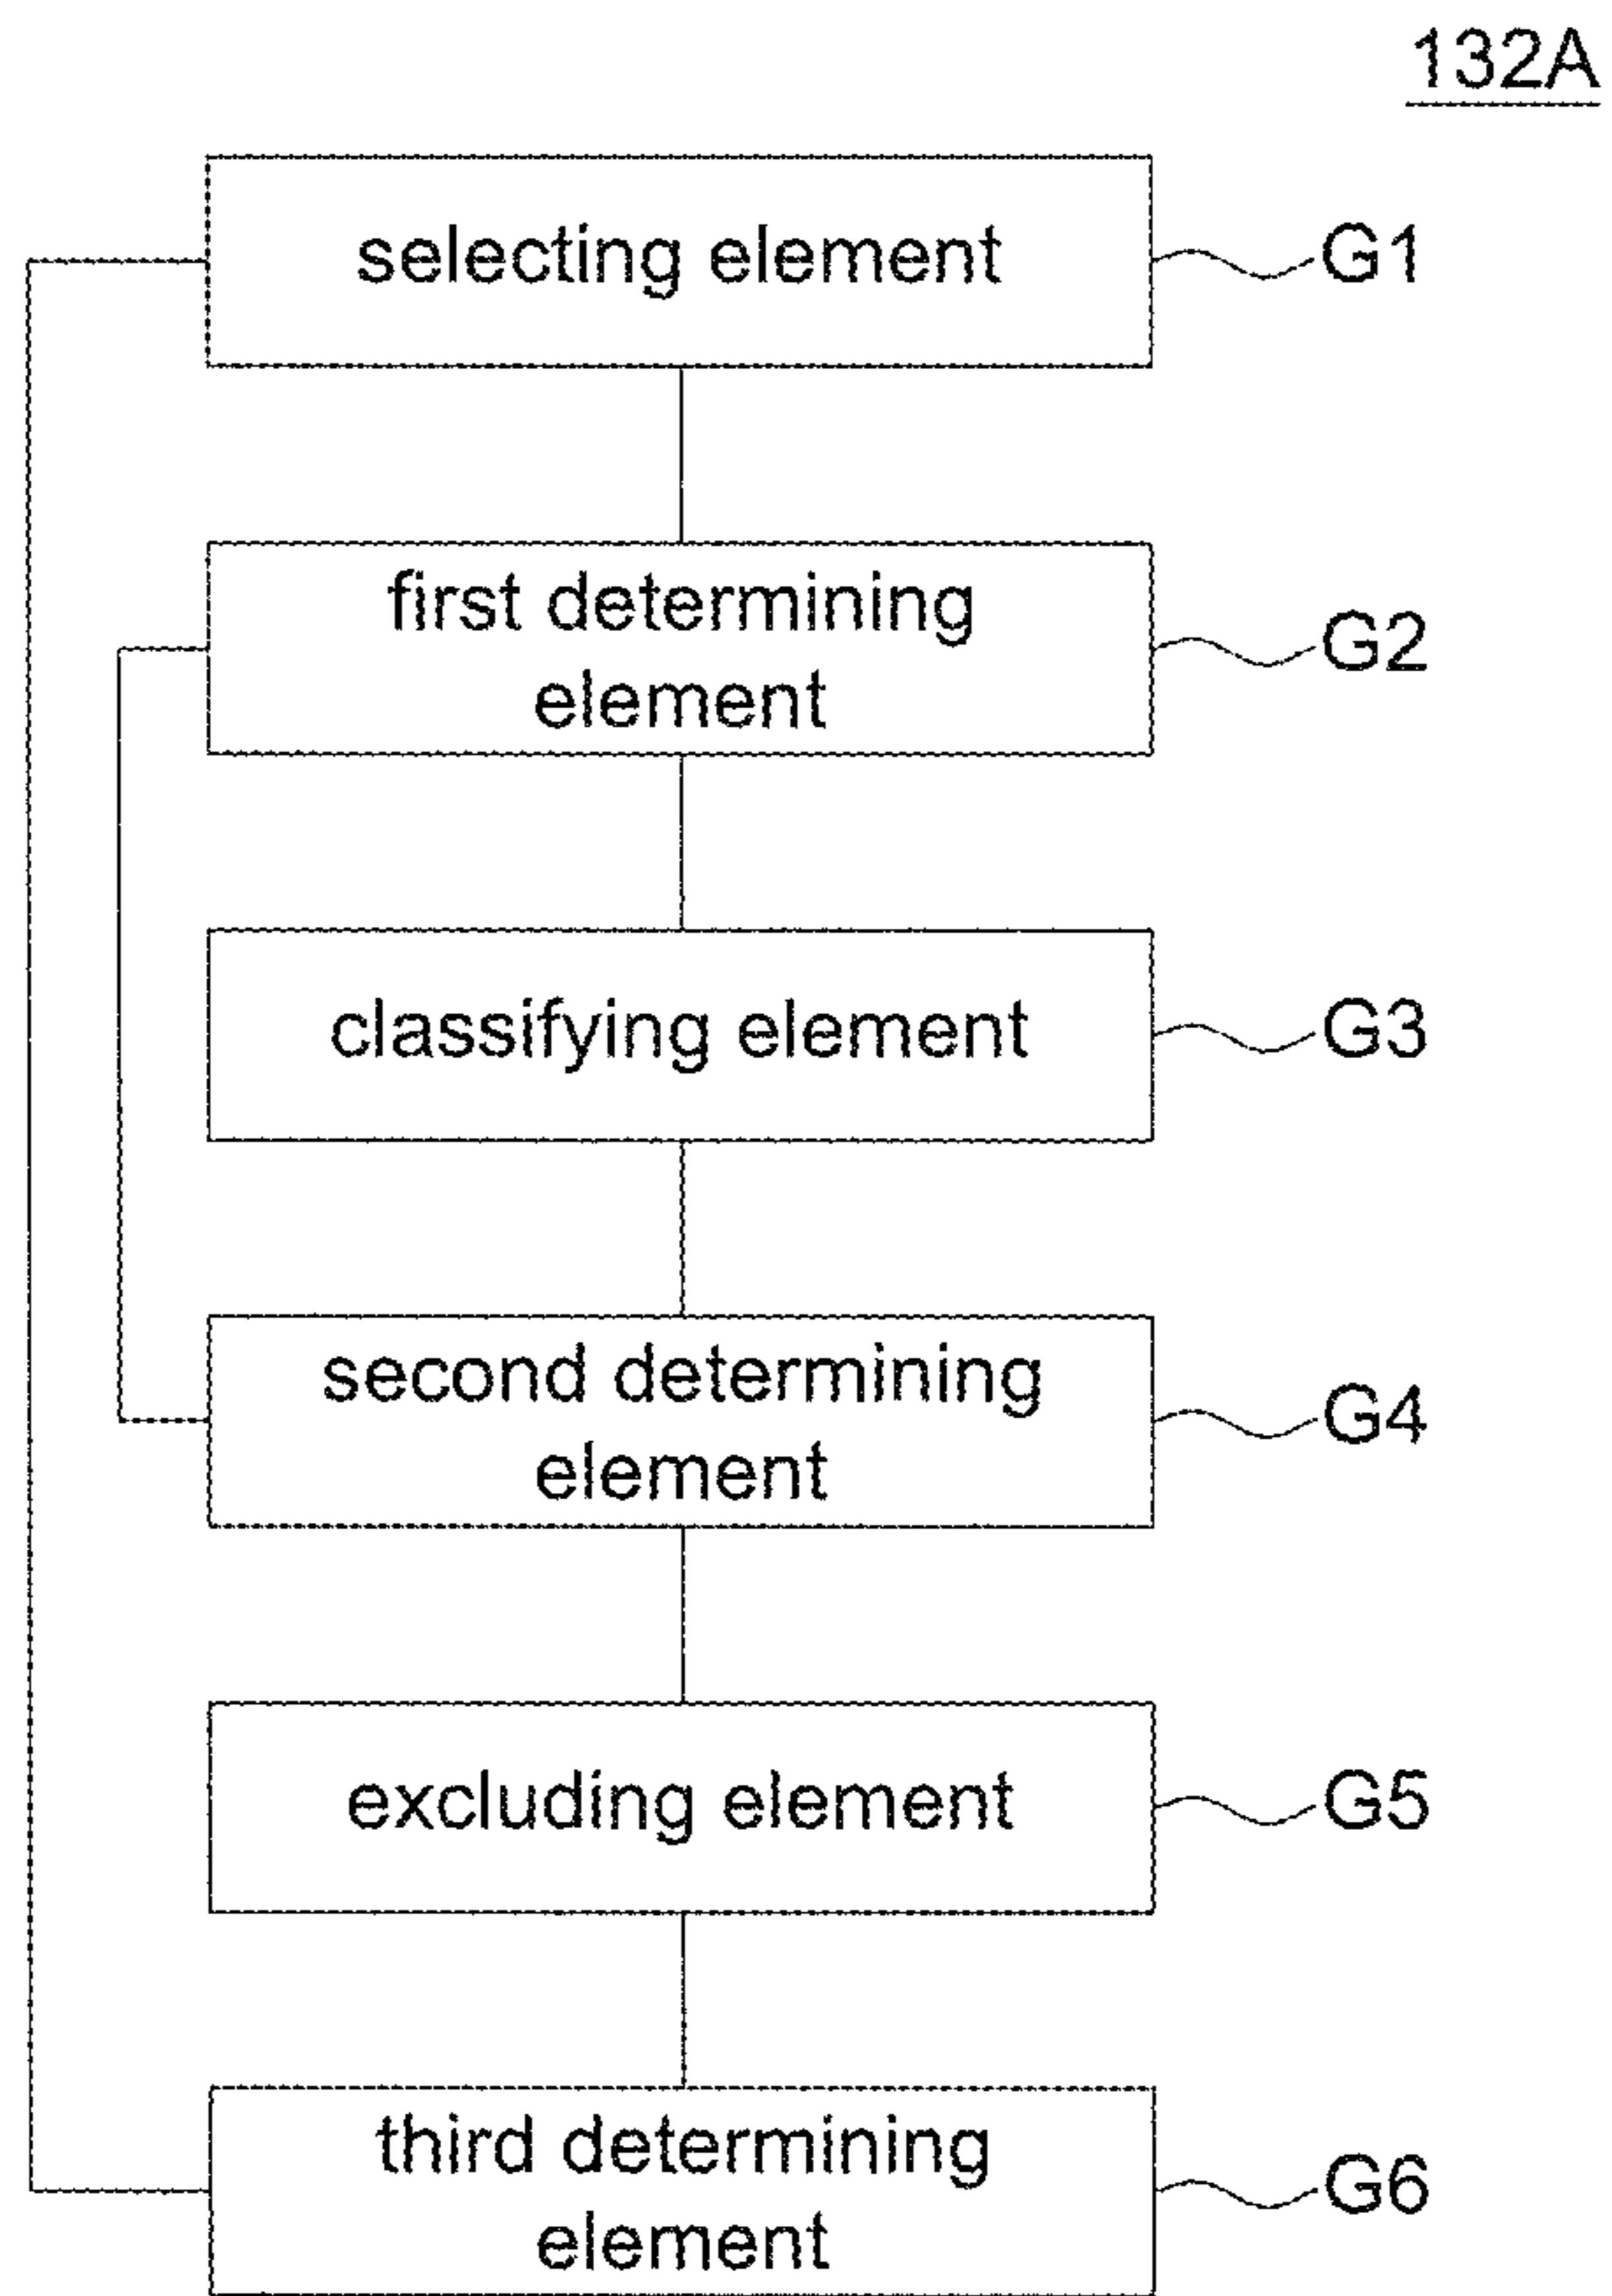 132A
selecting element
G1
first determining
element
G2
classifying element
G3
second determining
element
G4
excluding element
G5
third determining
element
G6